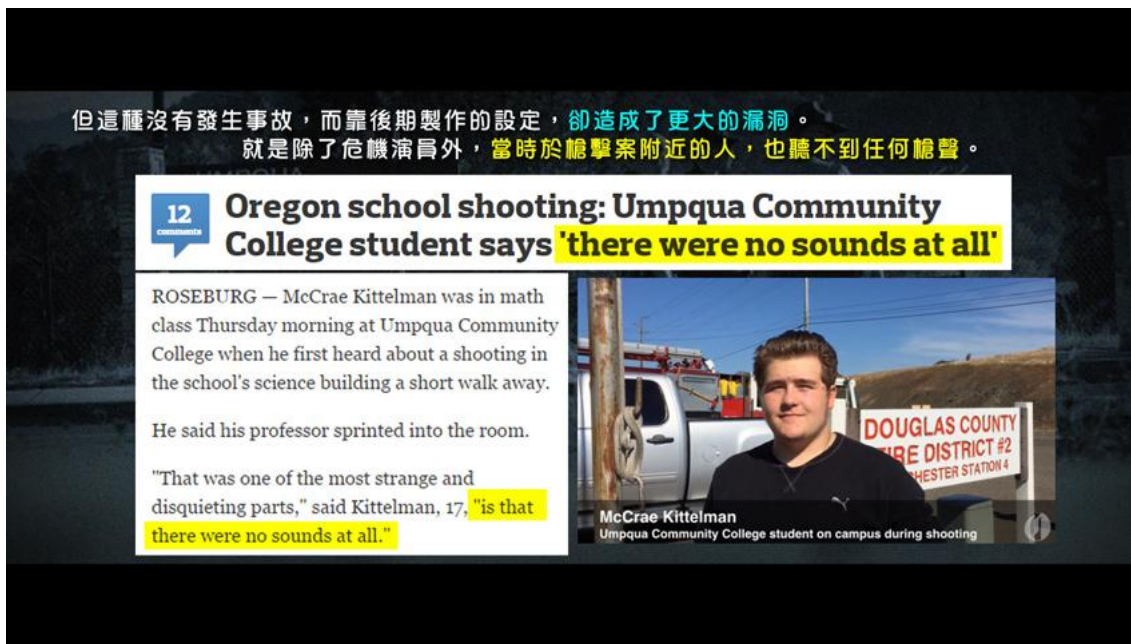 但這種沒有發生事故，而靠後期製作的設定，卻造成了更大的漏洞。
就是除了危機演員外，當時於槍擊案附近的人，也聽不到任何槍聲。
UMPQUA
12
comments
Oregon school shooting: Umpqua Community
College student says 'there were no sounds at all'
ROSEBURG — McCrae Kittelman was in math
class Thursday morning at Umpqua Community
College when he first heard about a shooting in
the school's science building a short walk away.
He said his professor sprinted into the room.
"That was one of the most strange and
disquieting parts," said Kittelman, 17, "is that
there were no sounds at all."
DOUGLAS COUNTY
FIRE DISTRICT #2
CHESTER STATION 4
McCrae Kittelman
Umpqua Community College student on campus during shooting